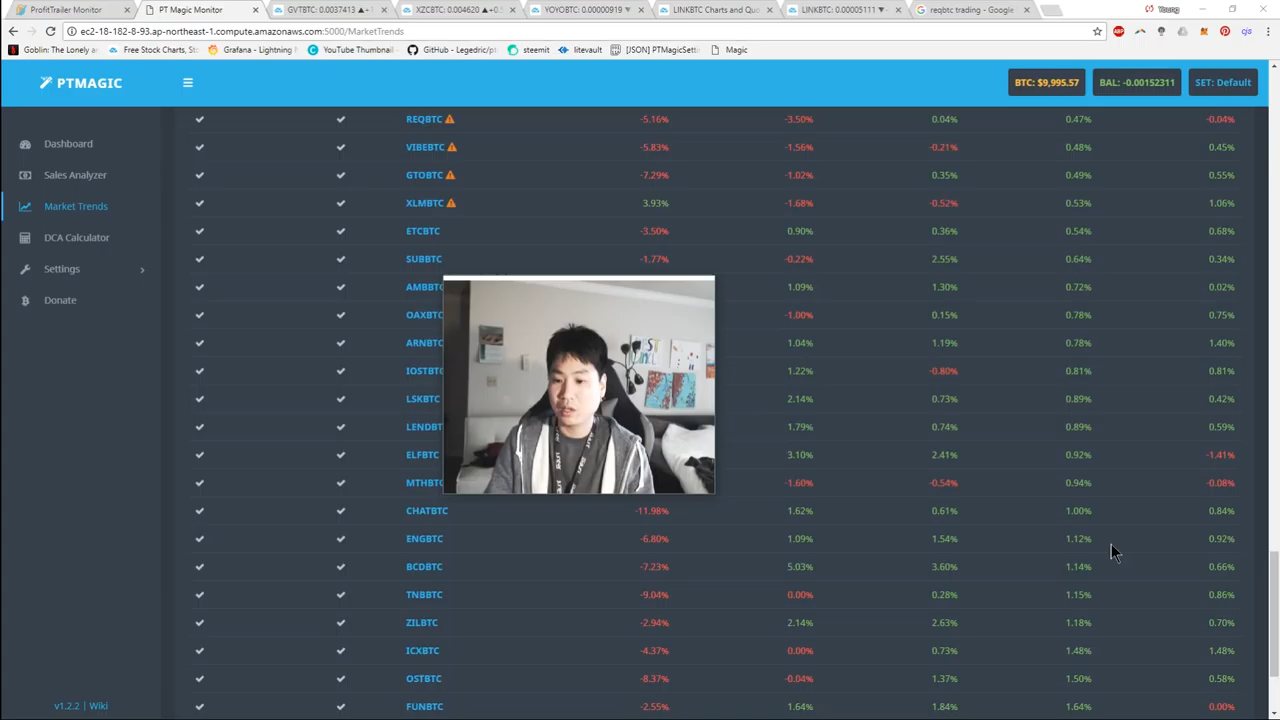 ProfitTrailer Monitor
PT Magic Monitor
GVTBTC: 0.0037413 ▲+1
XZCBTC: 0.004620 ▲+0.
YOYOBTC: 0.00000919 ▼
LINKBTC Charts and Quo
LINKBTC: 0.00005111 ▼
reqbtc trading - Google
Young
ec2-18-182-8-93.ap-northeast-1.compute.amazonaws.com:5000/MarketTrends
Goblin: The Lonely a
Free Stock Charts, St
Grafana - Lightning
YouTube Thumbnail
GitHub - Legedric/pt
steemit
litevault
[JSON] PTMagicSett
Magic
PTMAGIC
BTC: $9,995.57
BAL: -0.00152311
SET: Default
Dashboard
Sales Analyzer
Market Trends
DCA Calculator
Settings
Donate
REQBTC -5.16% -3.50% 0.04% 0.47% -0.04%
VIBEBTC -5.83% -1.56% -0.21% 0.48% 0.45%
GTOBTC -7.29% -1.02% 0.35% 0.49% 0.55%
XLMBTC 3.93% -1.68% -0.52% 0.53% 1.06%
ETCBTC -3.50% 0.90% 0.36% 0.54% 0.68%
SUBBTC -1.77% -0.22% 2.55% 0.64% 0.34%
AMBBTC 1.09% 1.30% 0.72% 0.02%
OAXBTC -1.00% 0.15% 0.78% 0.75%
ARNBTC 1.04% 1.19% 0.78% 1.40%
IOSTBTC 1.22% -0.80% 0.81% 0.81%
LSKBTC 2.14% 0.73% 0.89% 0.42%
LENDBT 1.79% 0.74% 0.89% 0.59%
ELFBTC 3.10% 2.41% 0.92% -1.41%
MTHBT -1.60% -0.54% 0.94% -0.08%
CHATBTC -11.98% 1.62% 0.61% 1.00% 0.84%
ENGBTC -6.80% 1.09% 1.54% 1.12% 0.92%
BCDBTC -7.23% 5.03% 3.60% 1.14% 0.66%
TNBBTC -9.04% 0.00% 0.28% 1.15% 0.86%
ZILBTC -2.94% 2.14% 2.63% 1.18% 0.70%
ICXBTC -4.37% 0.00% 0.73% 1.48% 1.48%
OSTBTC -8.37% -0.04% 1.37% 1.50% 0.58%
FUNBTC -2.55% 1.64% 1.84% 1.64% 0.00%
v1.2.2 | Wiki